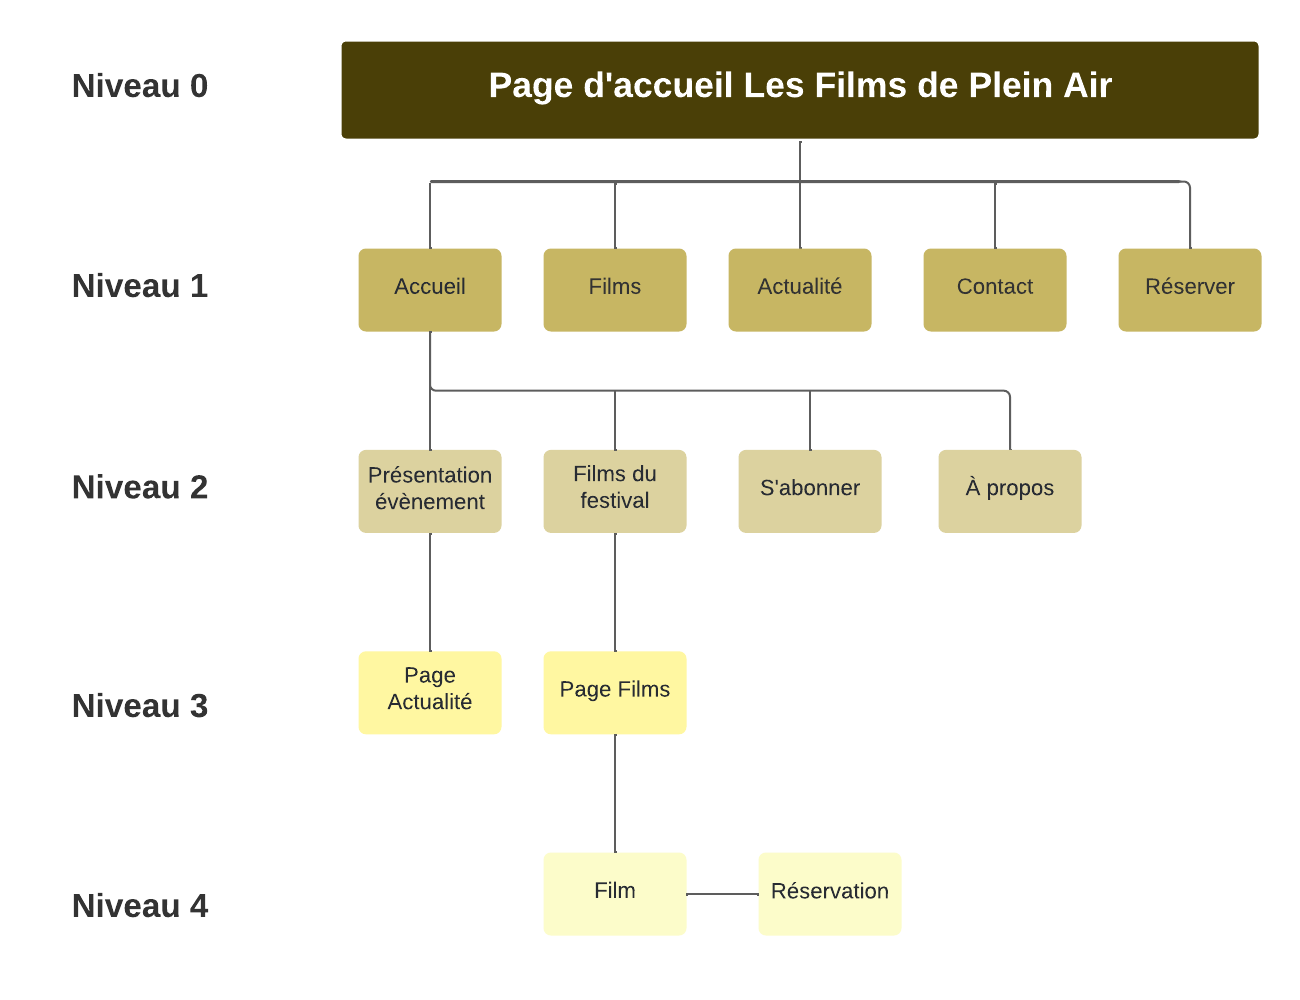 Niveau 0
Page d'accueil Les Films de Plein Air
Niveau 1
Accueil
Films
Actualité
Contact
Réserver
Niveau 2
Présentation
évènement
Films du
festival
S'abonner
À propos
Niveau 3
Page
Actualité
Page Films
Niveau 4
Film
Réservation